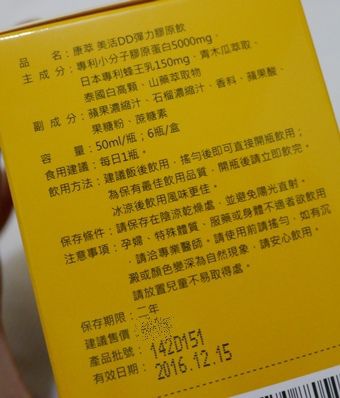 品　　名：康萃 美活DD彈力膠原飲
主 成 分：專利小分子膠原蛋白5000mg、
日本專利蜂王乳150mg、青木瓜萃取、
泰國白高顆、山藥萃取物
副 成 分：蘋果濃縮汁、石榴濃縮汁、香料、蘋果酸、
果糖粉、蔗糖素
容　　量：50ml/瓶；6瓶/盒
食用建議：每日1瓶。
飲用方法：建議飯後飲用，搖勻後即可直接開瓶飲用；
為保有最佳飲用品質，開瓶後請立即飲完。
冰涼後飲用風味更佳。
保存條件：請保存在陰涼乾燥處，並避免陽光直射。
注意事項：孕婦、特殊體質、服藥或身體不適者欲飲用
，請洽專業醫師。請使用前請搖勻，如有沉
澱或顏色變深為自然現象，請安心飲用。
請放置兒童不易取得處。
保存期限：二年
建議售價：
產品批號：142D151
有效日期：2016.12.15